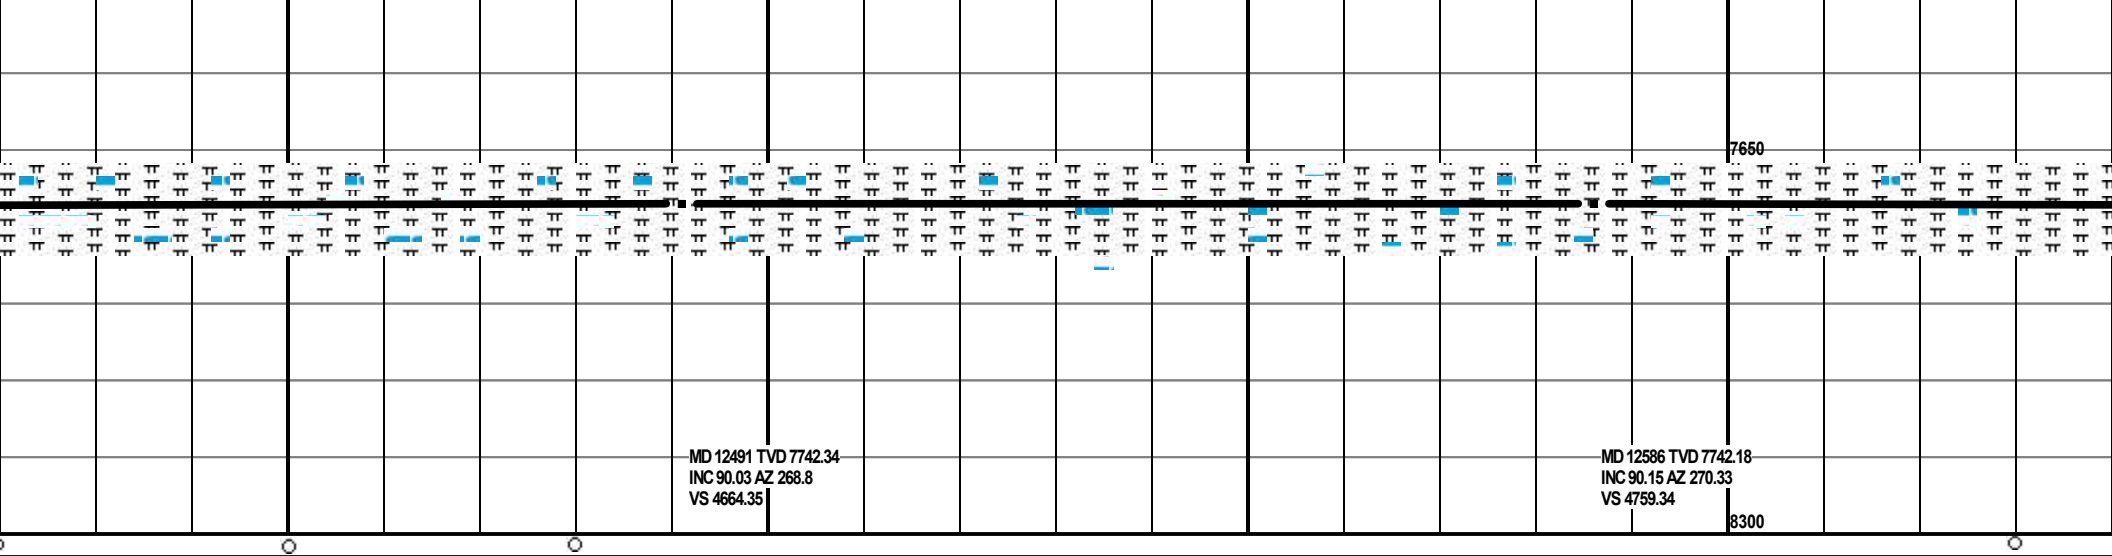 7650
MD 12491 TVD 7742.34
INC 90.03 AZ 268.8
VS 4664.35
MD 12586 TVD 7742.18
INC 90.15 AZ 270.33
VS 4759.34
8300